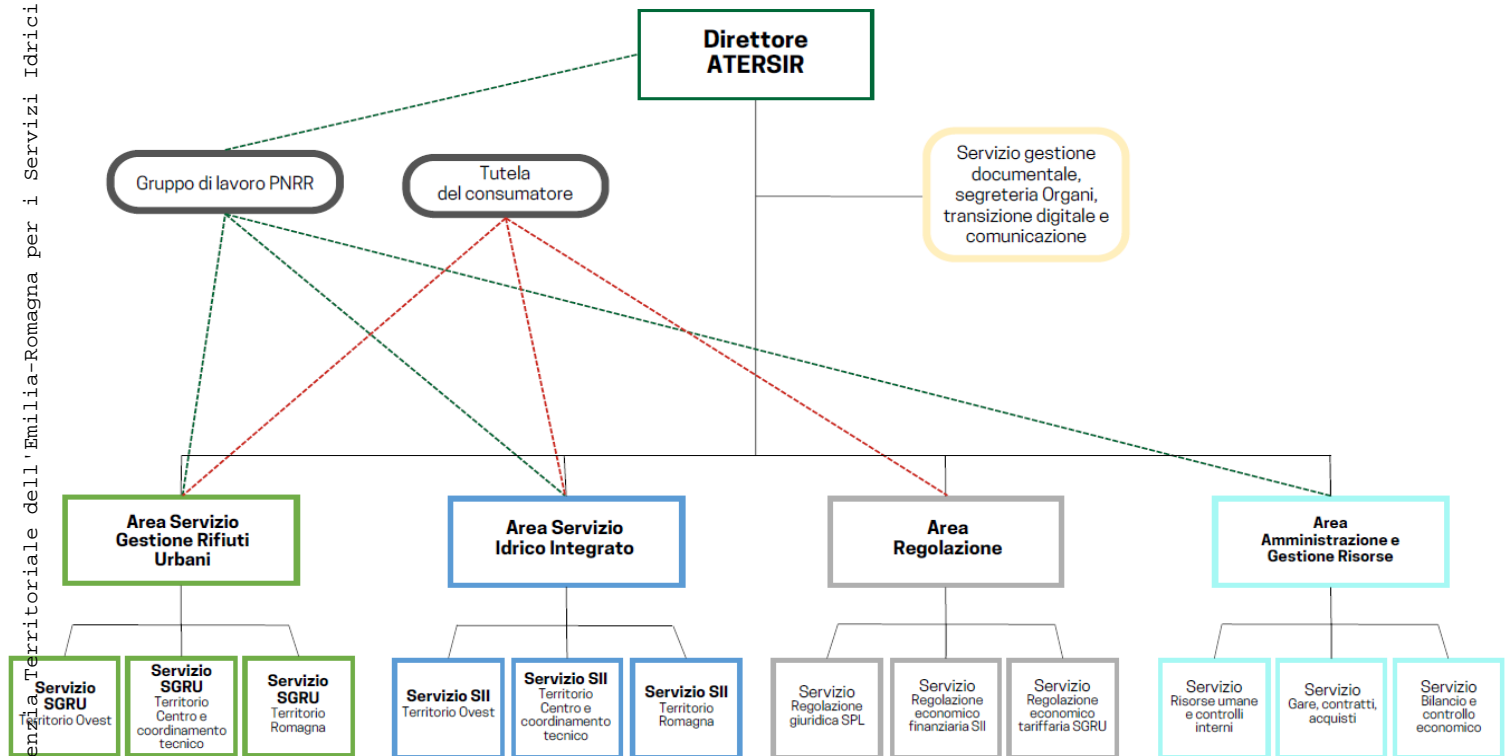 enzia Territoriale dell'Emilia-Romagna per i Servizi Idrici
Direttore
ATERSIR
Gruppo di lavoro PNRR
Tutela
del consumatore
Servizio gestione
documentale,
segreteria Organi,
transizione digitale e
comunicazione
Area Servizio
Gestione Rifiuti
Urbani
Area Servizio
Idrico Integrato
Area
Regolazione
Area
Amministrazione e
Gestione Risorse
Servizio
SGRU
Territorio Ovest
Servizio
SGRU
Territorio
Centro e
coordinamento
tecnico
Servizio
SGRU
Territorio
Romagna
Servizio SII
Territorio Ovest
Servizio SII
Territorio
Centro e
coordinamento
tecnico
Servizio SII
Territorio
Romagna
Servizio
Regolazione
giuridica SPL
Servizio
Regolazione
economico
finanziaria SII
Servizio
Regolazione
economico
tariffaria SGRU
Servizio
Risorse umane
e controlli
interni
Servizio
Gare, contratti,
acquisti
Servizio
Bilancio e
controllo
economico